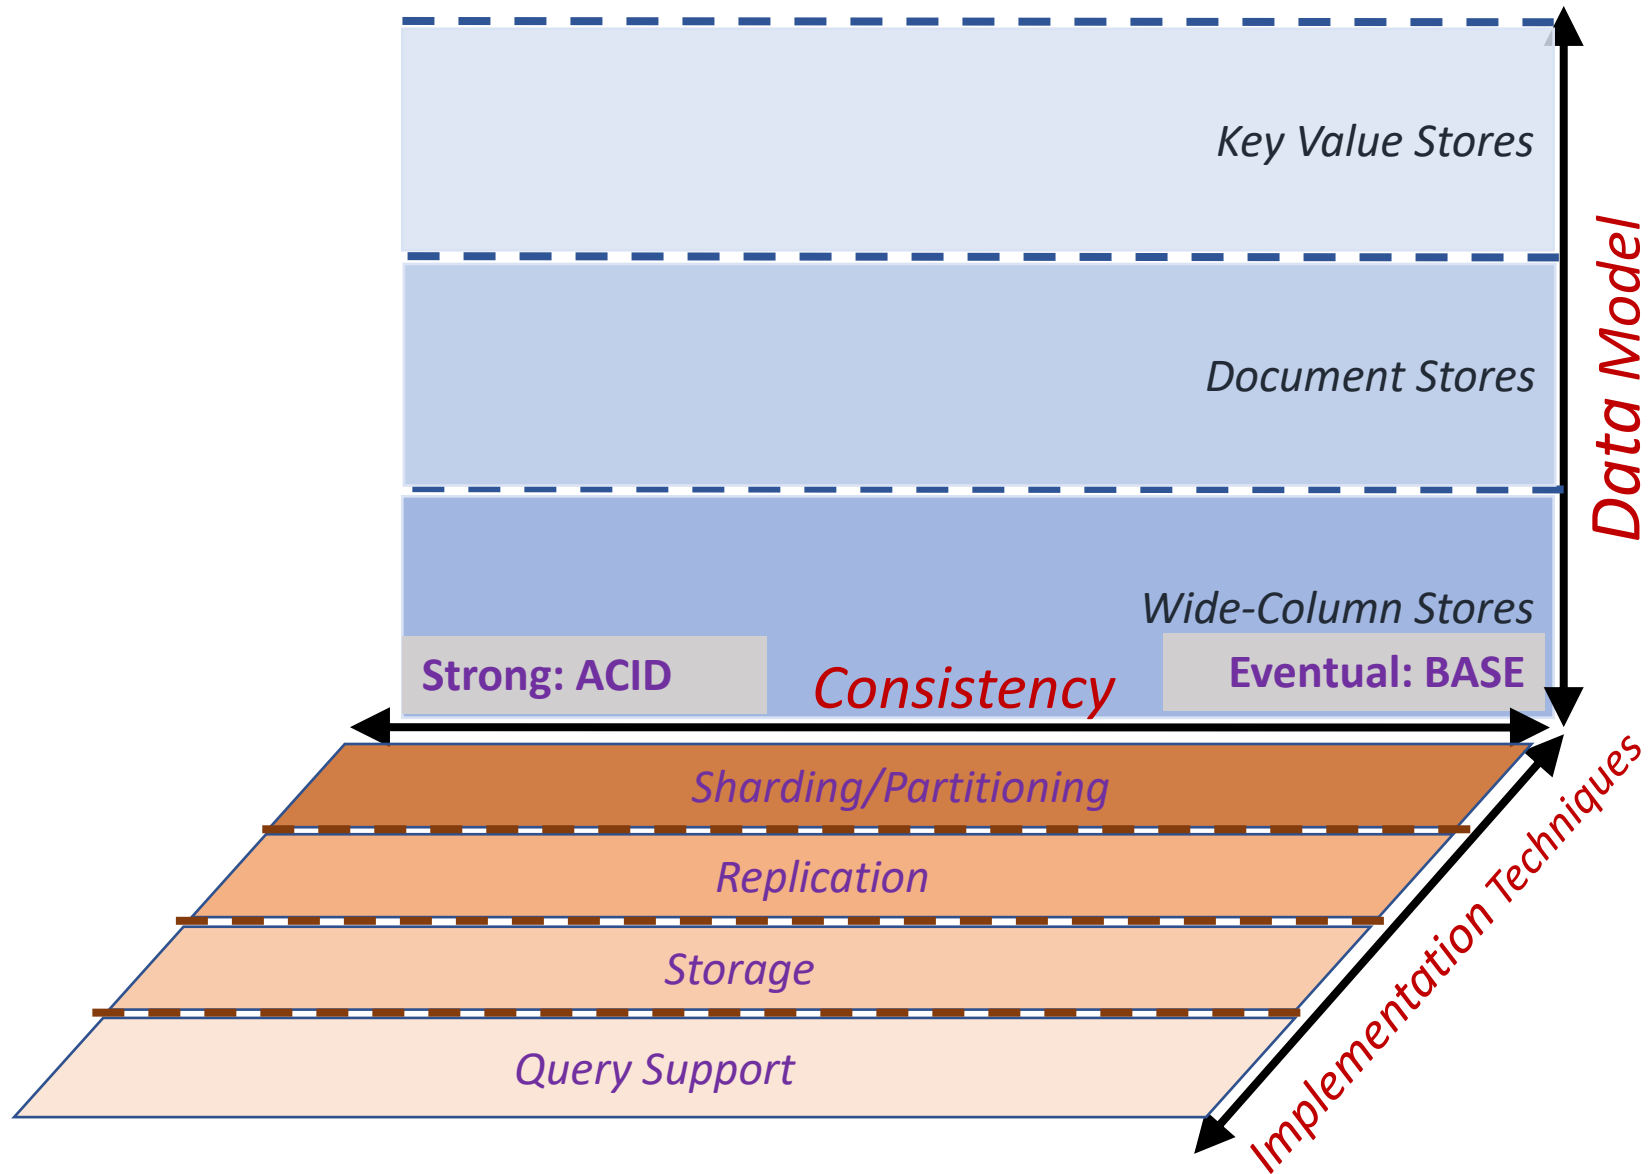 Key Value Stores
Document Stores
Data Model
Wide-Column Stores
Strong: ACID
Consistency
Eventual: BASE
Sharding/Partitioning
Replication
Storage
Query Support
Implementation Techniques